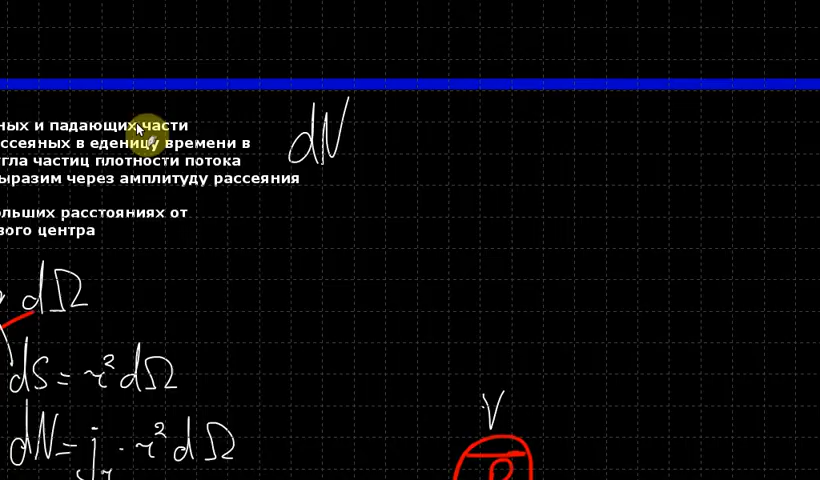 ных и падающих части
ссеяных в еденицу времени в
гла частиц плотности потока
ыразим через амплитуду рассеяния
ольших расстояниях от
вого центра
dN
dΩ
dS = r² dΩ
dN = j_r · r² dΩ
V